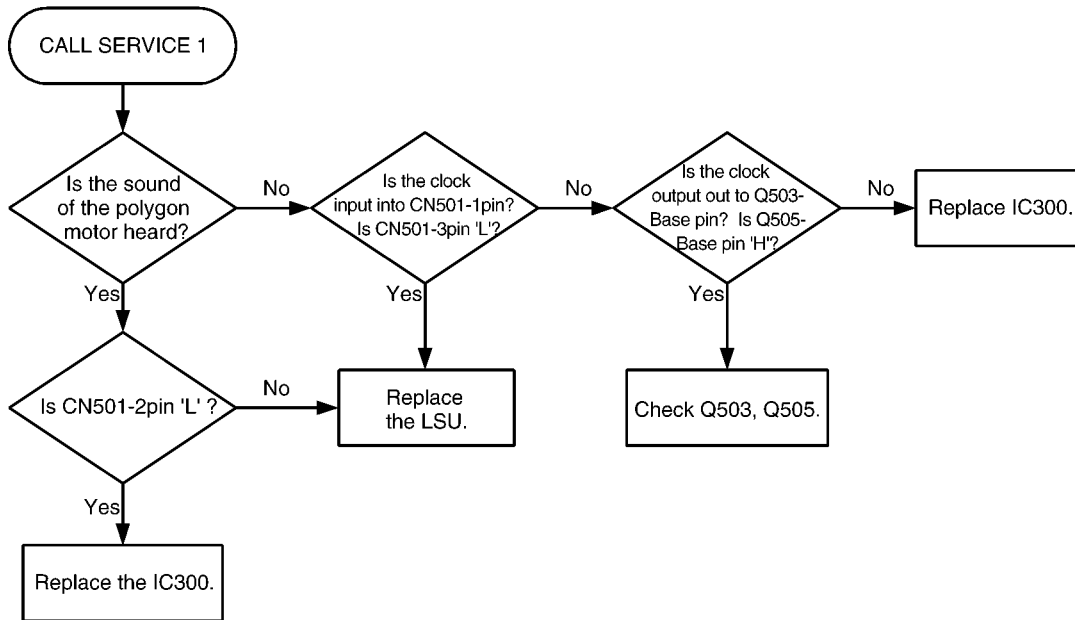 CALL SERVICE 1
Is the sound
of the polygon
motor heard?
No
Is the clock
input into CN501-1pin?
Is CN501-3pin 'L'?
No
Is the clock
output out to Q503-
Base pin? Is Q505-
Base pin 'H'?
No
Replace IC300.
Yes
Yes
Yes
Is CN501-2pin 'L' ?
No
Replace
the LSU.
Check Q503, Q505.
Yes
Replace the IC300.